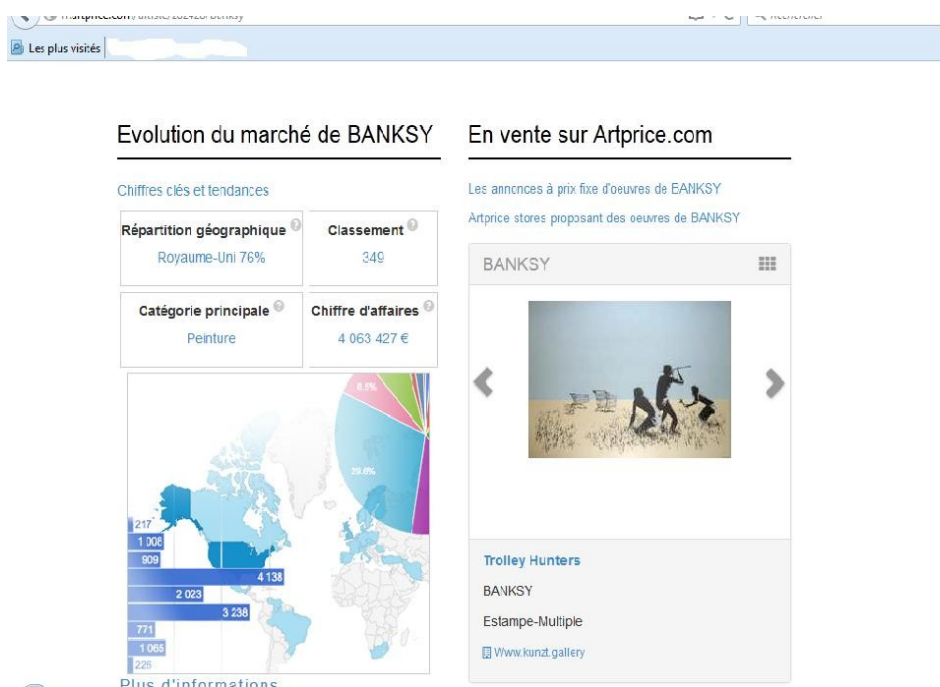 Les plus visités
Evolution du marché de BANKSY
Chiffres clés et tendances
Répartition géographique ?
Royaume-Uni 76%
Classement ?
349
Catégorie principale ?
Peinture
Chiffre d'affaires ?
4 063 427 €
8.5%
29.6%
217
1 008
909
4 138
2 023
3 238
771
1 065
226
Plus d'informations
En vente sur Artprice.com
Les annonces à prix fixe d'oeuvres de BANKSY
Artprice stores proposant des oeuvres de BANKSY
BANKSY
Trolley Hunters
BANKSY
Estampe-Multiple
Www.kunzt.gallery